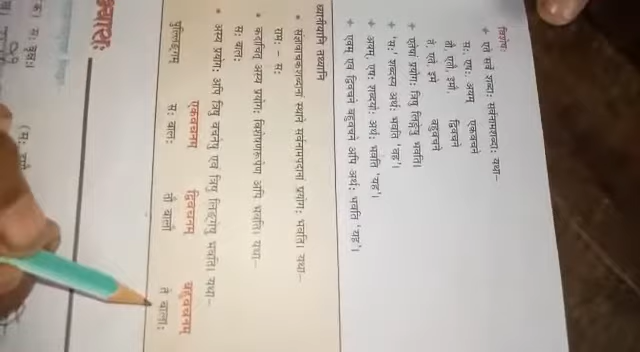 विशेषः
एते सर्वे शब्दाः सर्वनामशब्दाः यथा–
सः, एषः, अयम् एकवचने
तौ, एतौ, इमौ, द्विवचने
ते, एते, इमे बहुवचने
एतेषां प्रयोगः त्रिषु लिङ्गेषु भवति।
'सः' शब्दस्य अर्थः भवति 'वह'।
अयम्, एषः शब्दयोः अर्थः भवति 'यह'।
एवम् एव द्विवचने बहुवचने अपि अर्थः भवति 'यह'।
ध्यातव्यानि तथ्यानि
संज्ञावाचकशब्दानां स्थाने सर्वनामपदानां प्रयोगः भवति। यथा–
रामः – सः
कदाचित् अस्य प्रयोगः विशेषणरूपेण अपि भवति। यथा–
सः बालः
अस्य प्रयोगः अपि त्रिषु वचनेषु एवं त्रिषु लिङ्गेषु भवति। यथा–
एकवचनम् द्विवचनम् बहुवचनम्
पुँल्लिङ्गम् सः बालः तौ बालौ ते बालाः